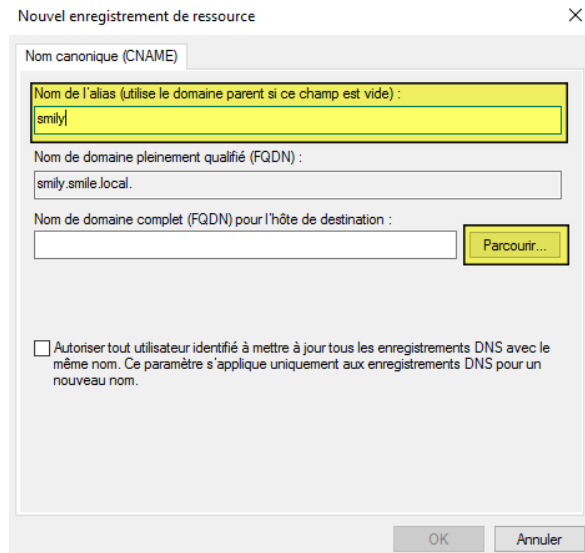 Nouvel enregistrement de ressource
Nom canonique (CNAME)
Nom de l'alias (utilise le domaine parent si ce champ est vide) :
smily
Nom de domaine pleinement qualifié (FQDN) :
smily.smile.local.
Nom de domaine complet (FQDN) pour l'hôte de destination :
Parcourir...
Autoriser tout utilisateur identifié à mettre à jour tous les enregistrements DNS avec le
même nom. Ce paramètre s'applique uniquement aux enregistrements DNS pour un
nouveau nom.
OK
Annuler